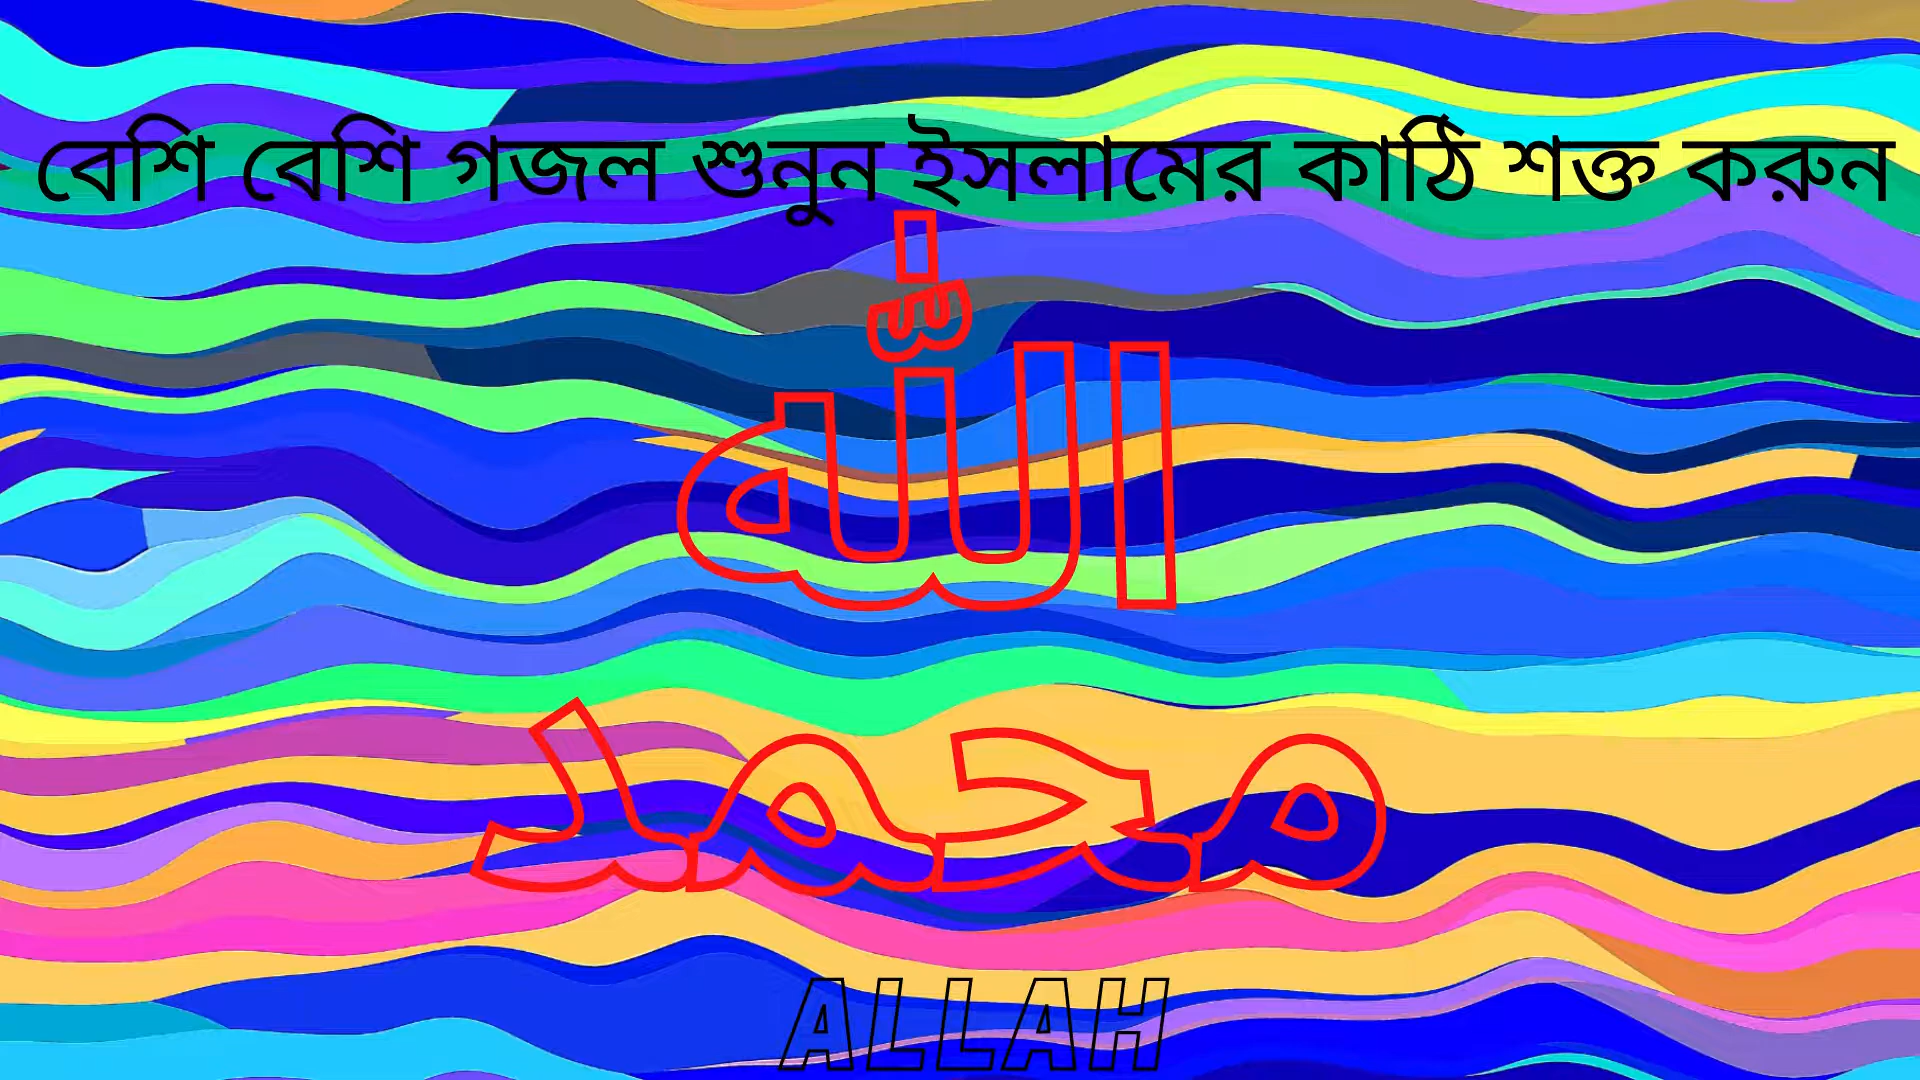 বেশি বেশি গজল শুনুন ইসলামের কাঠি শক্ত করুন
الله
محمد
ALLAH